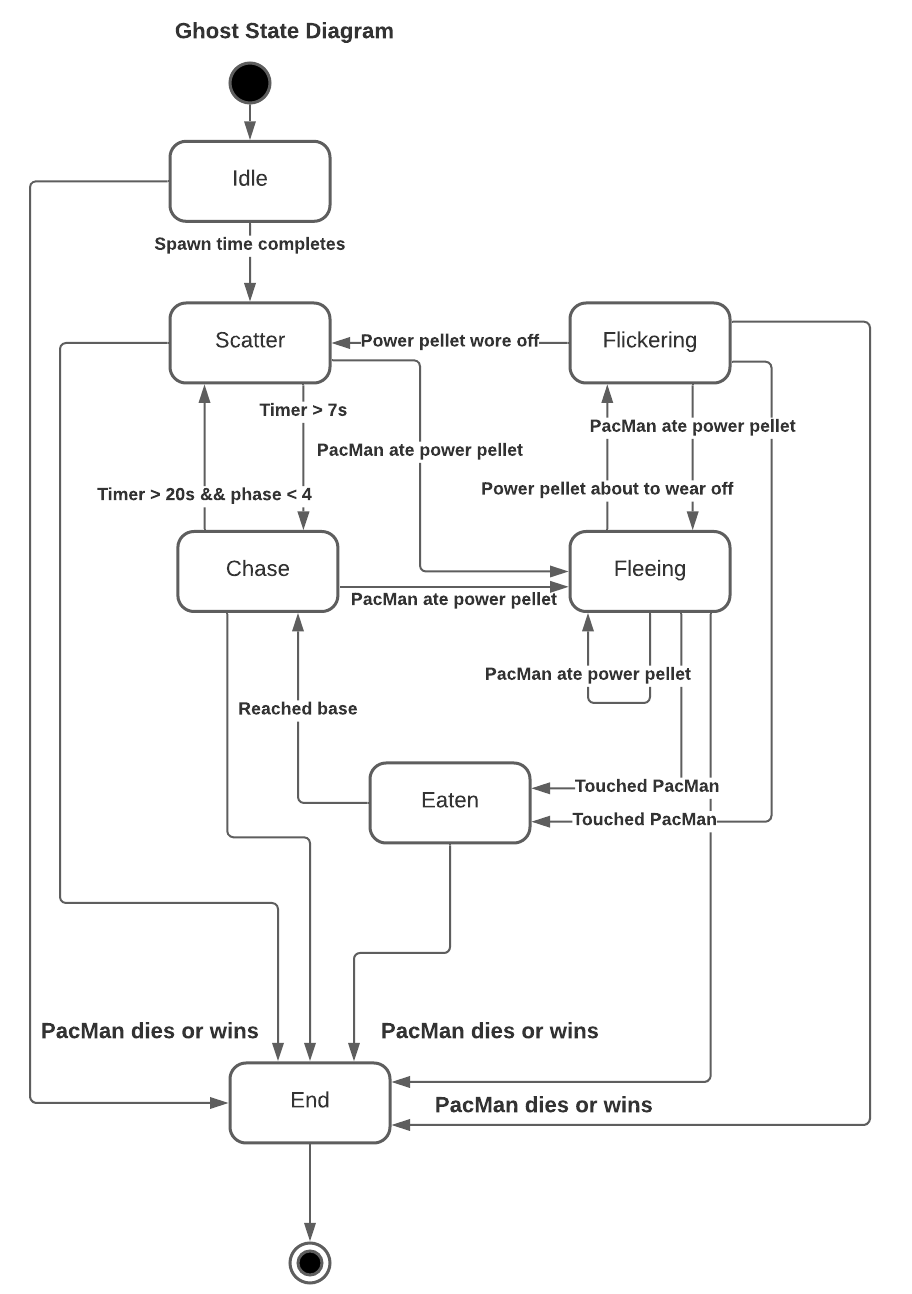 Ghost State Diagram
Idle
Spawn time completes
Scatter
Power pellet wore off
Flickering
Timer > 7s
PacMan ate power pellet
PacMan ate power pellet
Power pellet about to wear off
Timer > 20s && phase < 4
Chase
Fleeing
PacMan ate power pellet
PacMan ate power pellet
Reached base
Touched PacMan
Eaten
Touched PacMan
PacMan dies or wins
PacMan dies or wins
End
PacMan dies or wins